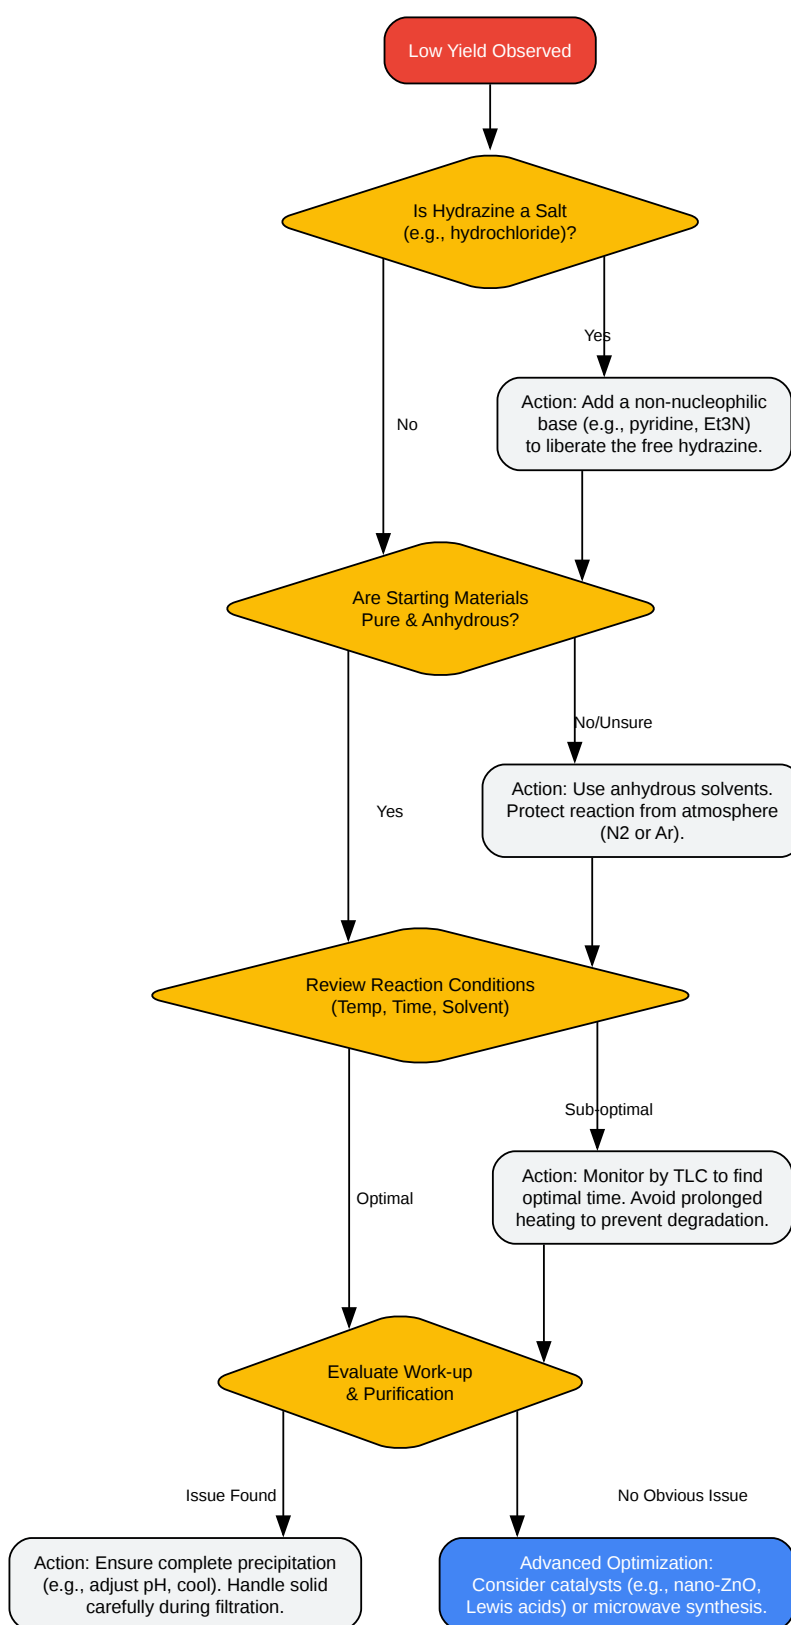 Low Yield Observed
Is Hydrazine a Salt
(e.g., hydrochloride)?
Yes
Action: Add a non-nucleophilic
base (e.g., pyridine, Et3N)
to liberate the free hydrazine.
No
Are Starting Materials
Pure & Anhydrous?
No/Unsure
Action: Use anhydrous solvents.
Protect reaction from atmosphere
(N2 or Ar).
Yes
Review Reaction Conditions
(Temp, Time, Solvent)
Sub-optimal
Action: Monitor by TLC to find
optimal time. Avoid prolonged
heating to prevent degradation.
Optimal
Evaluate Work-up
& Purification
Issue Found
No Obvious Issue
Action: Ensure complete precipitation
(e.g., adjust pH, cool). Handle solid
carefully during filtration.
Advanced Optimization:
Consider catalysts (e.g., nano-ZnO,
Lewis acids) or microwave synthesis.